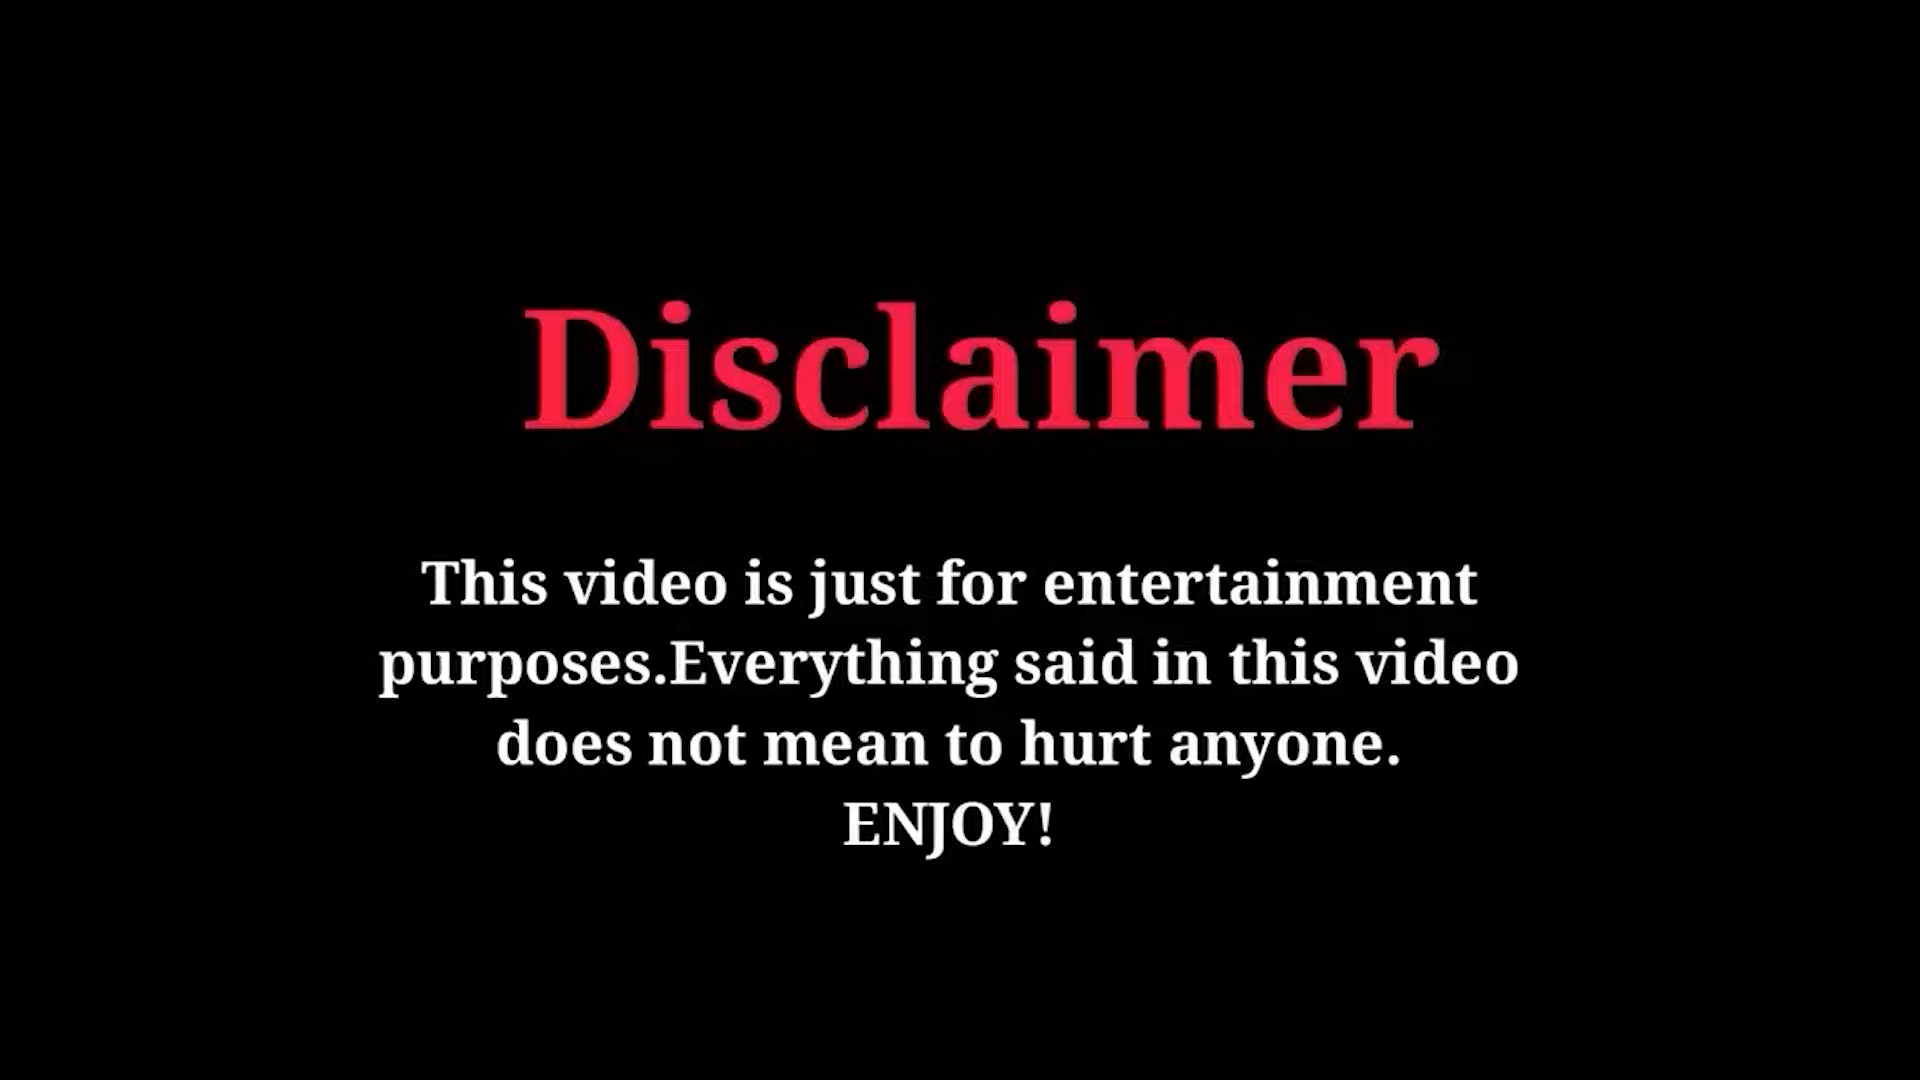 Disclaimer
This video is just for entertainment
purposes.Everything said in this video
does not mean to hurt anyone.
ENJOY!